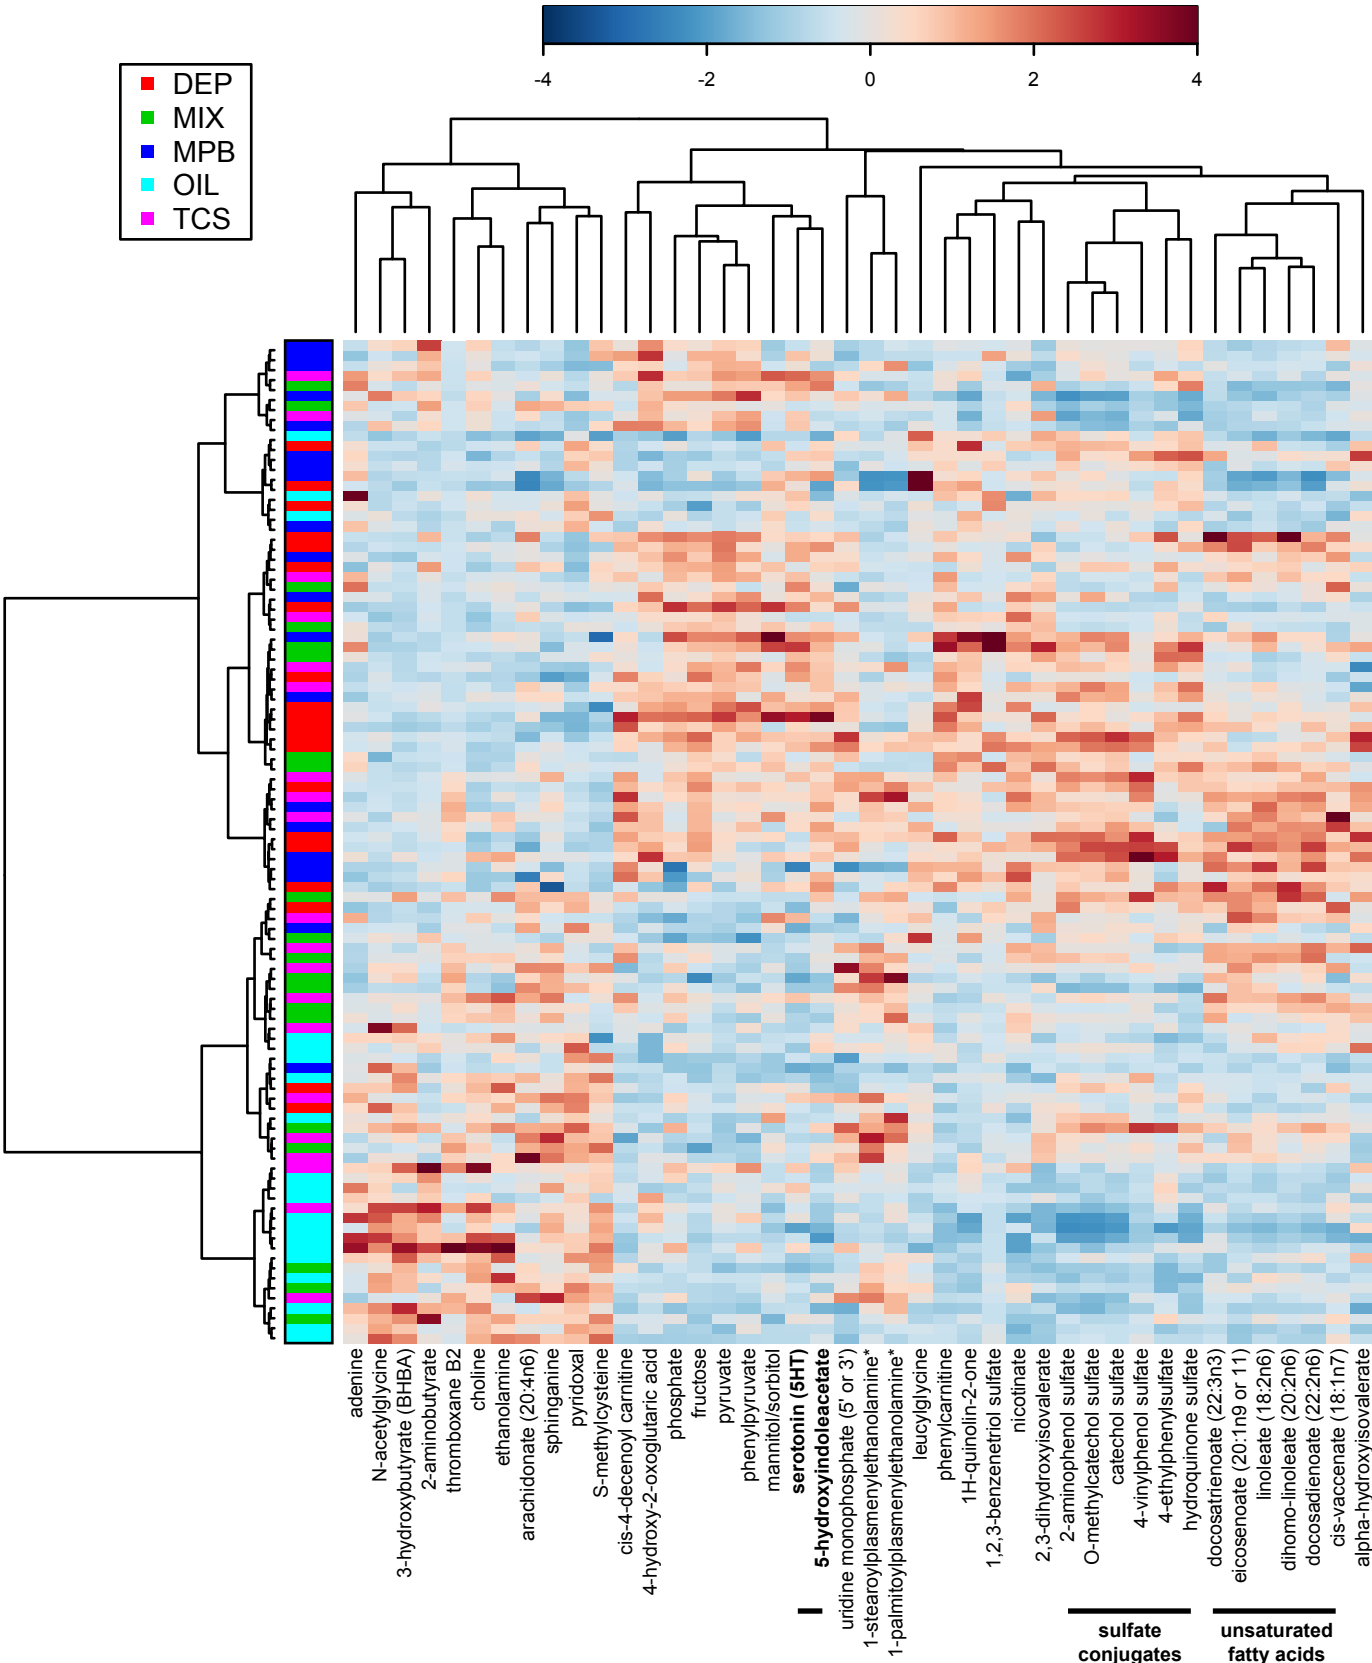 -4
-2
0
2
4
DEP
MIX
MPB
OIL
TCS
adenine
N-acetylglycine
3-hydroxybutyrate (BHBA)
2-aminobutyrate
thromboxane B2
choline
ethanolamine
arachidonate (20:4n6)
sphinganine
pyridoxal
S-methylcysteine
cis-4-decenoyl carnitine
4-hydroxy-2-oxoglutaric acid
phosphate
fructose
pyruvate
phenylpyruvate
mannitol/sorbitol
serotonin (5HT)
5-hydroxyindoleacetate
uridine monophosphate (5' or 3')
1-stearoylplasmenylethanolamine*
1-palmitoylplasmenylethanolamine*
leucylglycine
phenylcarnitine
1H-quinolin-2-one
1,2,3-benzenetriol sulfate
nicotinate
2,3-dihydroxyisovalerate
2-aminophenol sulfate
O-methylcatechol sulfate
catechol sulfate
4-vinylphenol sulfate
4-ethylphenylsulfate
hydroquinone sulfate
docosatrienoate (22:3n3)
eicosenoate (20:1n9 or 11)
linoleate (18:2n6)
dihomo-linoleate (20:2n6)
docosadienoate (22:2n6)
cis-vaccenate (18:1n7)
alpha-hydroxyisovalerate
sulfate
conjugates
unsaturated
fatty acids